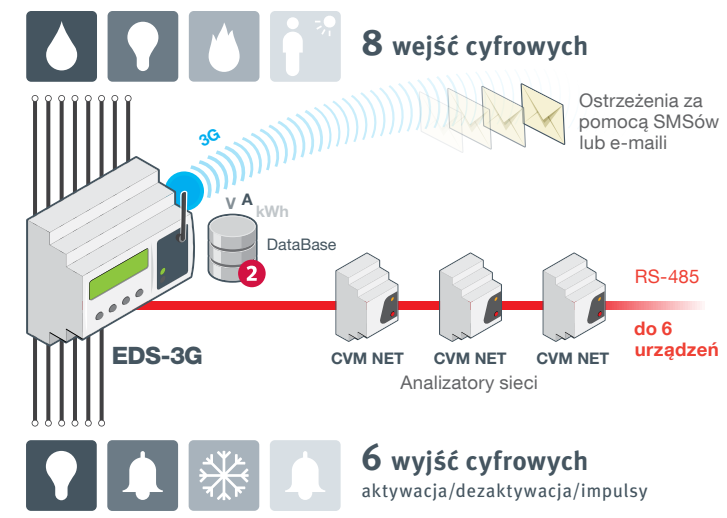 8 wejść cyfrowych
Ostrzeżenia za
pomocą SMSów
lub e-maili
3G
V A
kWh
DataBase
2
EDS-3G
RS-485
do 6
urządzeń
CVM NET CVM NET CVM NET
Analizatory sieci
6 wyjść cyfrowych
aktywacja/dezaktywacja/impulsy